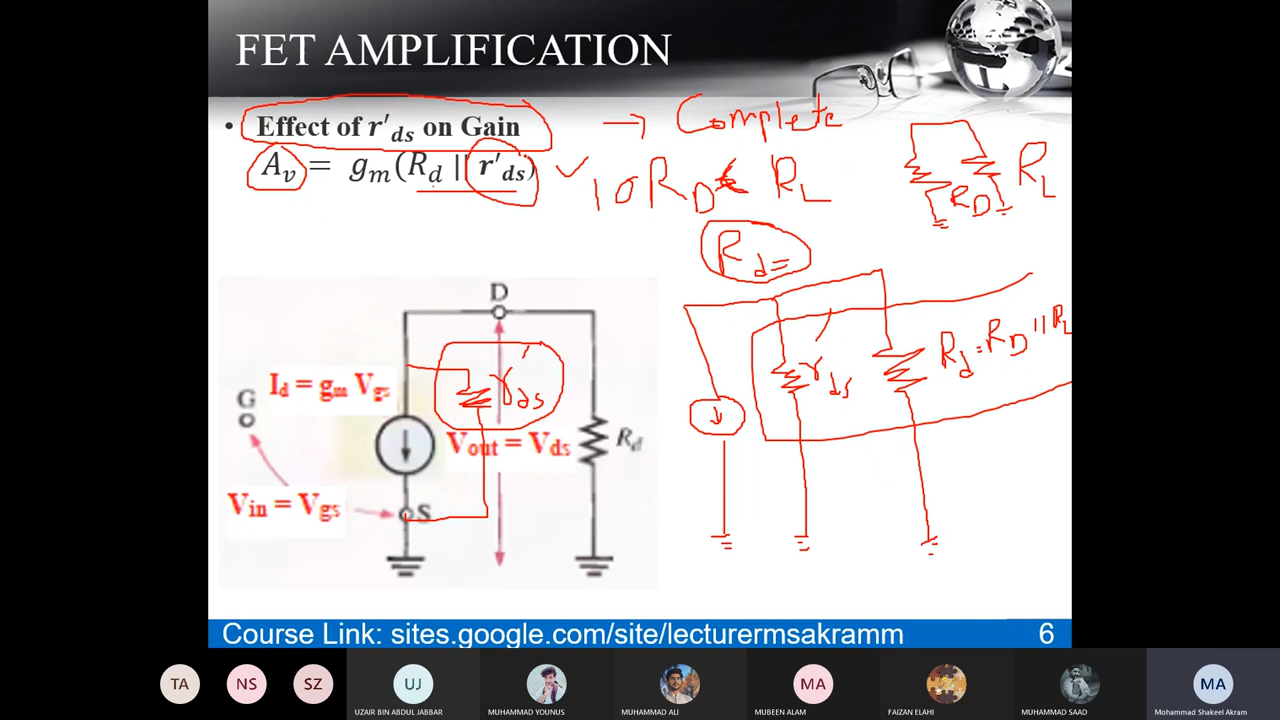 FET AMPLIFICATION
• Effect of r'ds on Gain → Complete
Av = gm(Rd || r'ds) ✓ 10 RD RL
RD RL
Rd =
D
r'ds
Id = gm Vgs
G
Vout = Vds
Rd
Vin = Vgs
S
r'ds
Rd = RD || RL
Course Link: sites.google.com/site/lecturermsakramm 6
TA NS SZ UJ MA MA
UZAIR BIN ABDUL JABBAR MUHAMMAD YOUNUS MUHAMMAD ALI MUBEEN ALAM FAIZAN ELAHI MUHAMMAD SAAD Mohammad Shakeel Akram